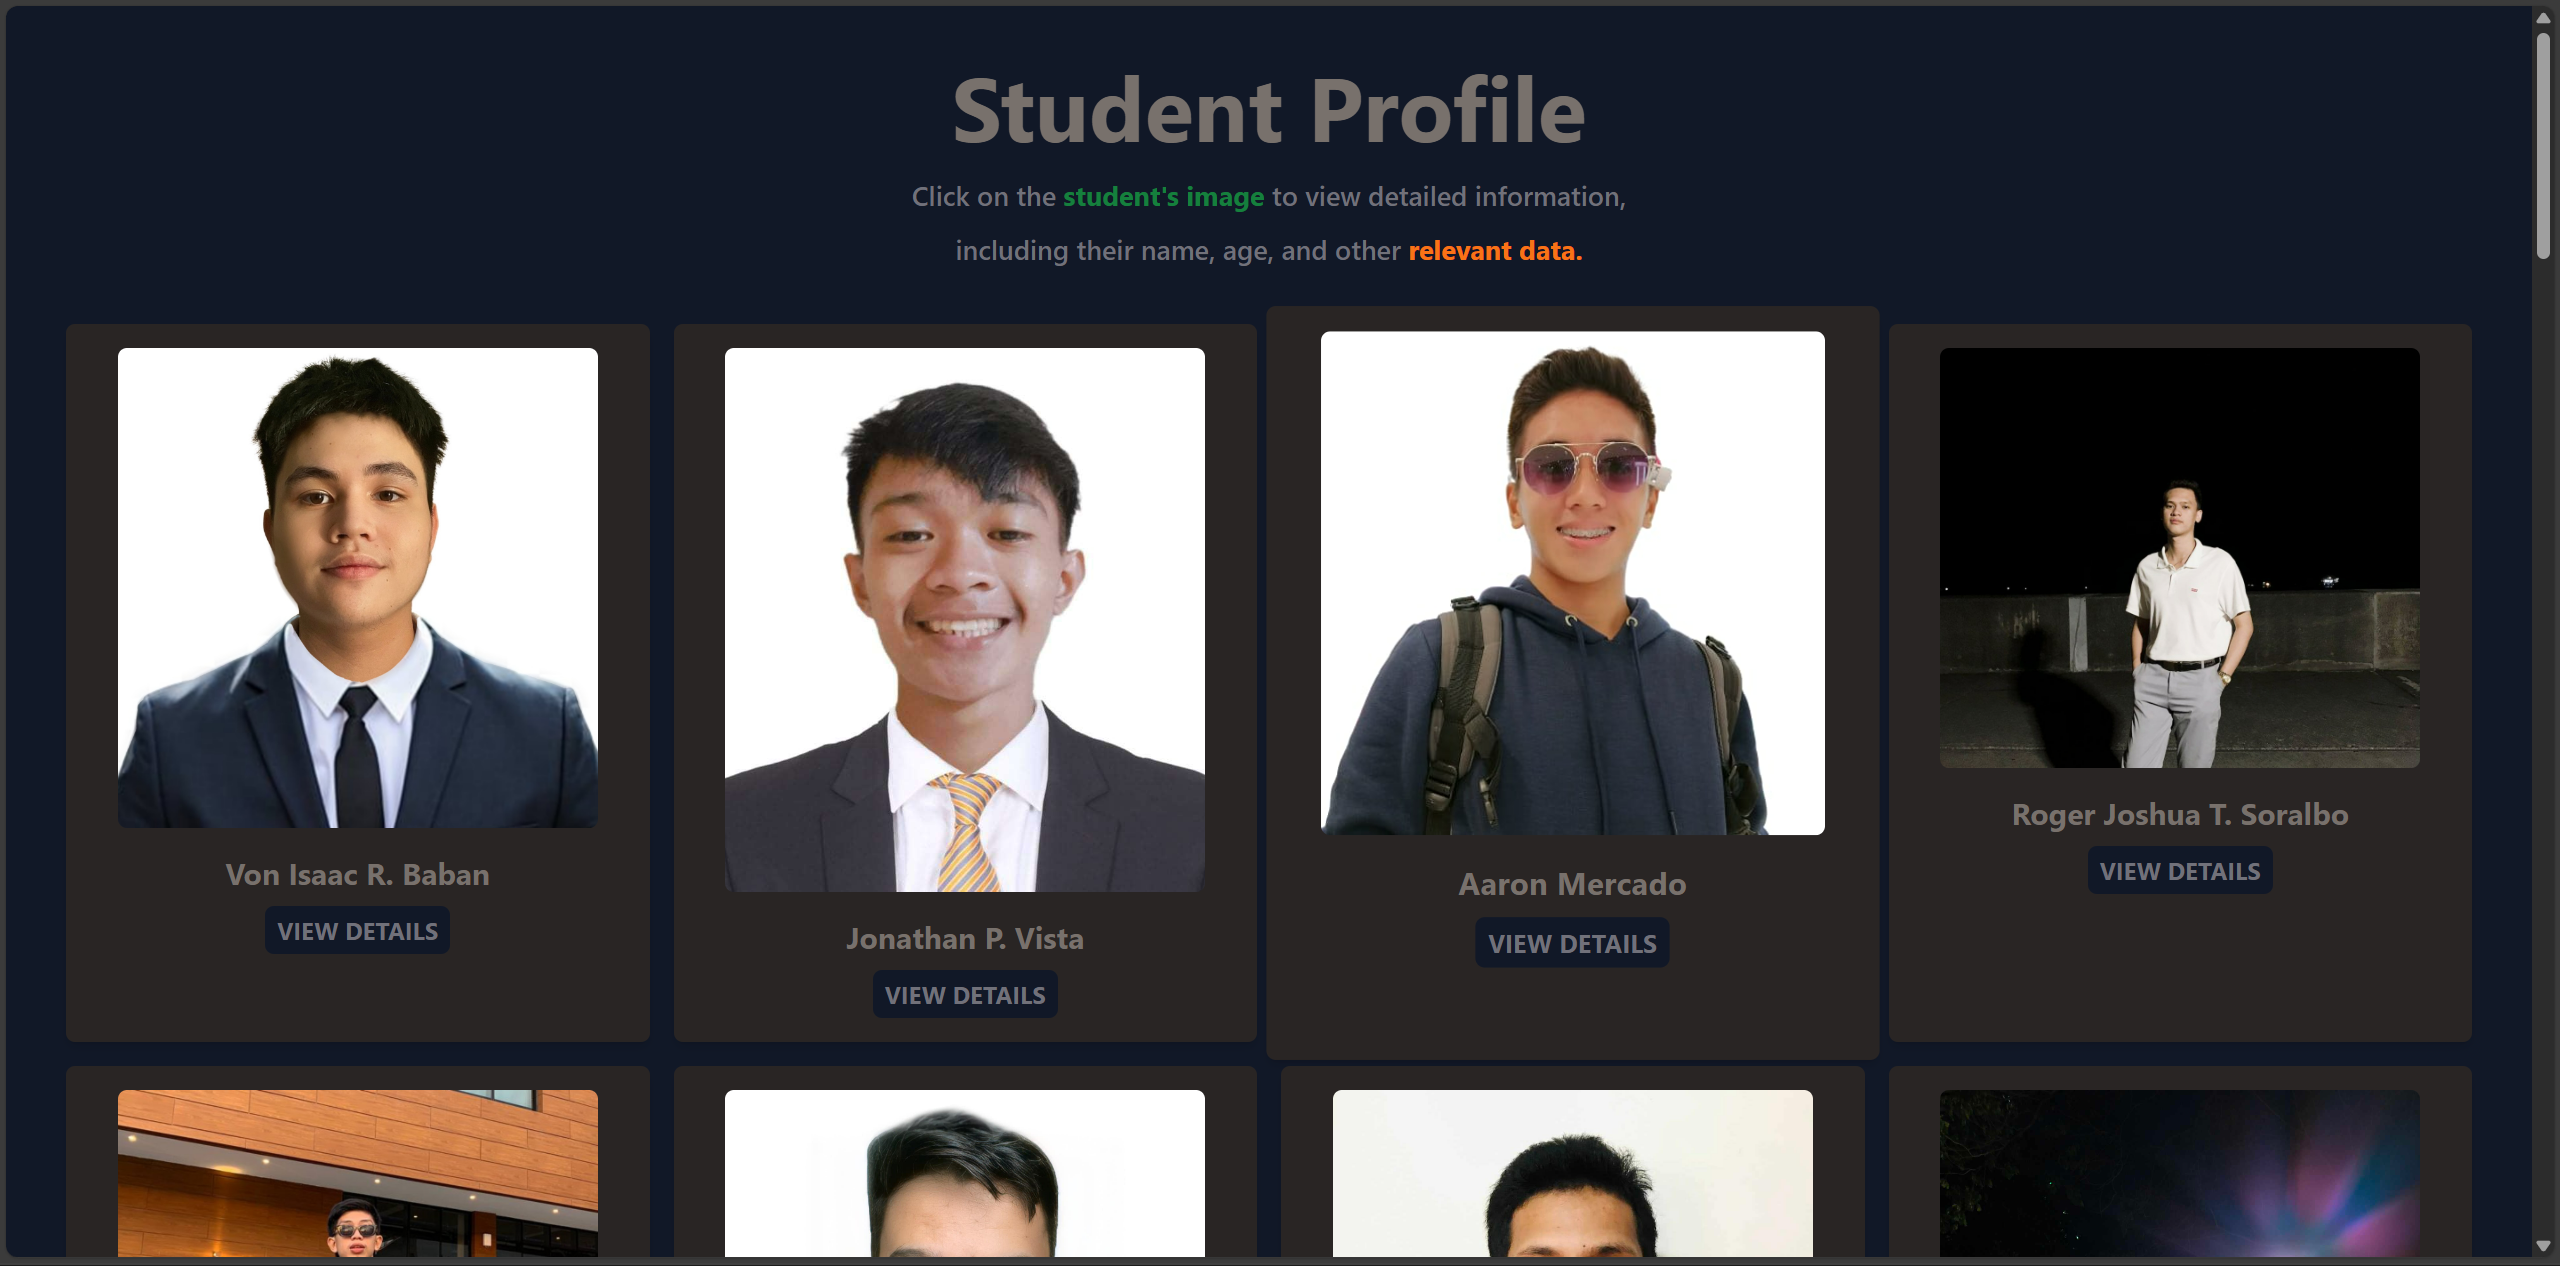 Student Profile
Click on the student's image to view detailed information,
including their name, age, and other relevant data.
Von Isaac R. Baban
VIEW DETAILS
Jonathan P. Vista
VIEW DETAILS
Aaron Mercado
VIEW DETAILS
Roger Joshua T. Soralbo
VIEW DETAILS